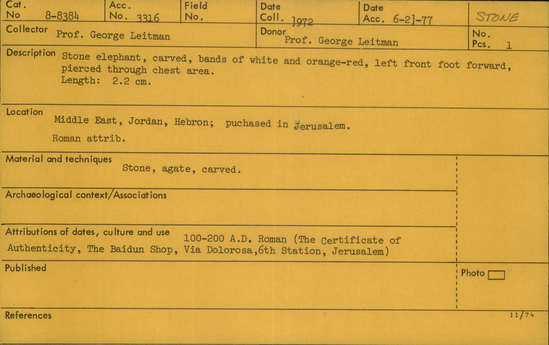 Cat. No 8-8384 Acc. No. 3316 Field No. Date Coll. 1972 Date Acc. 6-21-77 STONE
Collector Prof. George Leitman Donor Prof. George Leitman No. Pcs. 1
Description Stone elephant, carved, bands of white and orange-red, left front foot forward,
pierced through chest area.
Length: 2.2 cm.
Location Middle East, Jordan, Hebron; puchased in Jerusalem.
Roman attrib.
Material and techniques
Stone, agate, carved.
Archaeological context/Associations
Attributions of dates, culture and use 100-200 A.D. Roman (The Certificate of
Authenticity, The Baidun Shop, Via Dolorosa,6th Station, Jerusalem)
Published
Photo
References
11/74